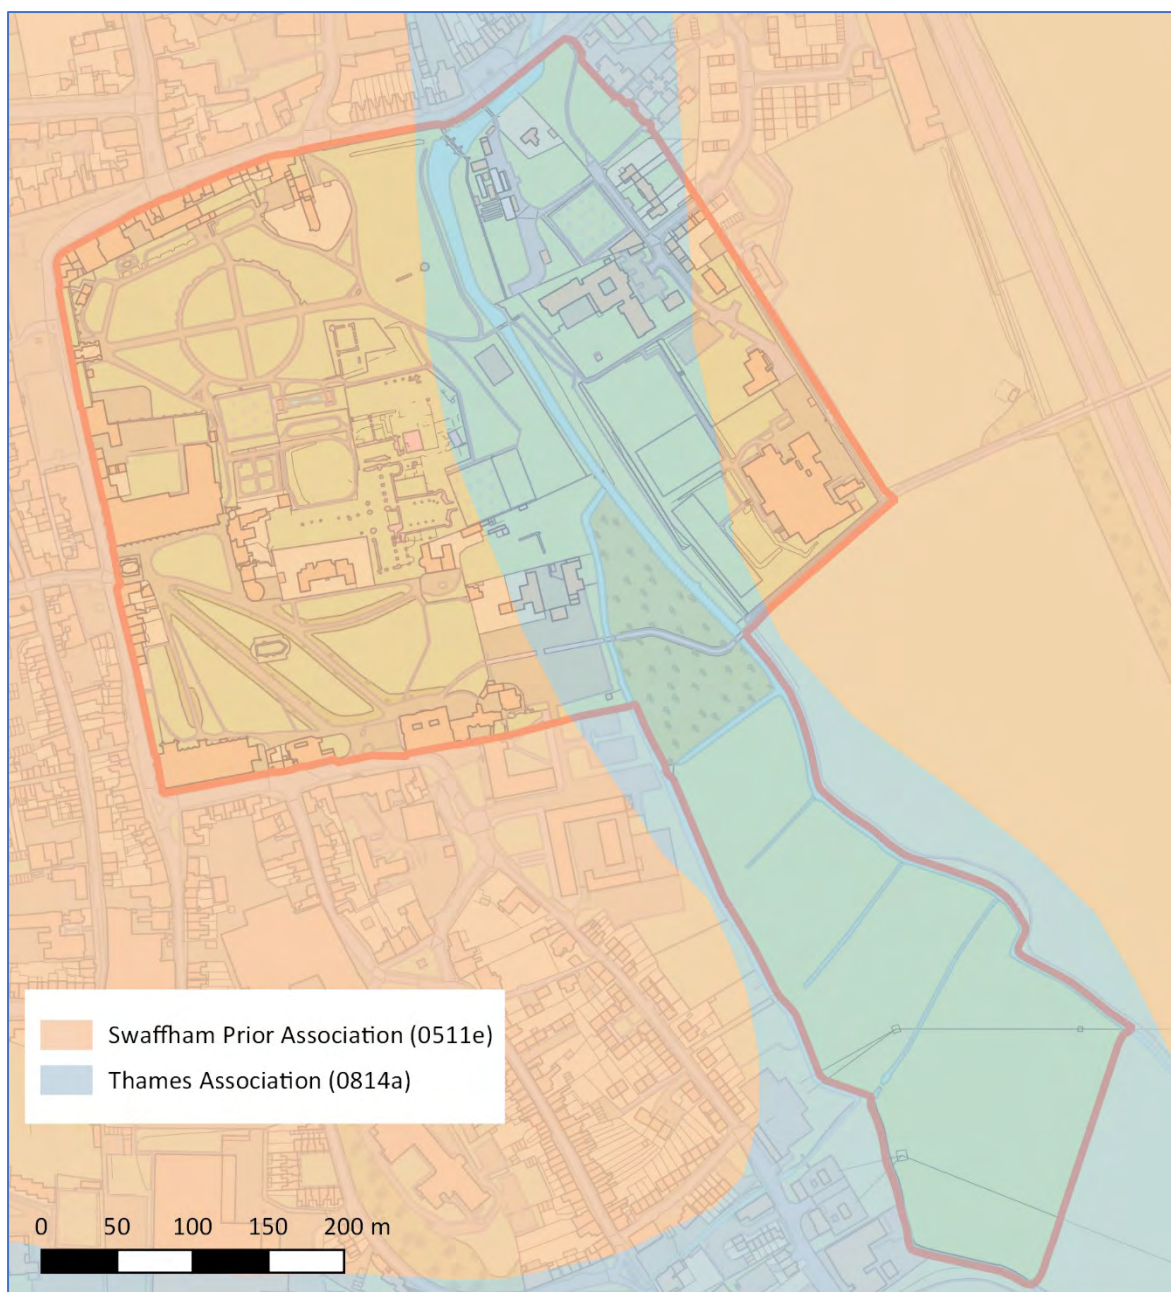 Swaffham Prior Association (0511e)
Thames Association (0814a)
0 50 100 150 200 m